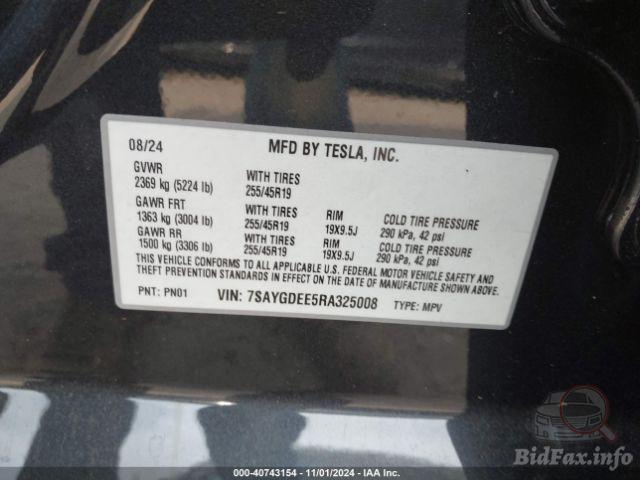 08/24 MFD BY TESLA, INC.
GVWR WITH TIRES
2369 kg (5224 lb) 255/45R19
GAWR FRT WITH TIRES RIM COLD TIRE PRESSURE
1363 kg (3004 lb) 255/45R19 19X9.5J 290 kPa, 42 psi
GAWR RR WITH TIRES RIM COLD TIRE PRESSURE
1500 kg (3306 lb) 255/45R19 19X9.5J 290 kPa, 42 psi
THIS VEHICLE CONFORMS TO ALL APPLICABLE U.S. FEDERAL MOTOR VEHICLE SAFETY AND
THEFT PREVENTION STANDARDS IN EFFECT ON THE DATE OF MANUFACTURE SHOWN ABOVE.
PNT: PN01 VIN: 7SAYGDEE5RA325008 TYPE: MPV
BidFax.info
000-40743154 - 11/01/2024 - IAA Inc.